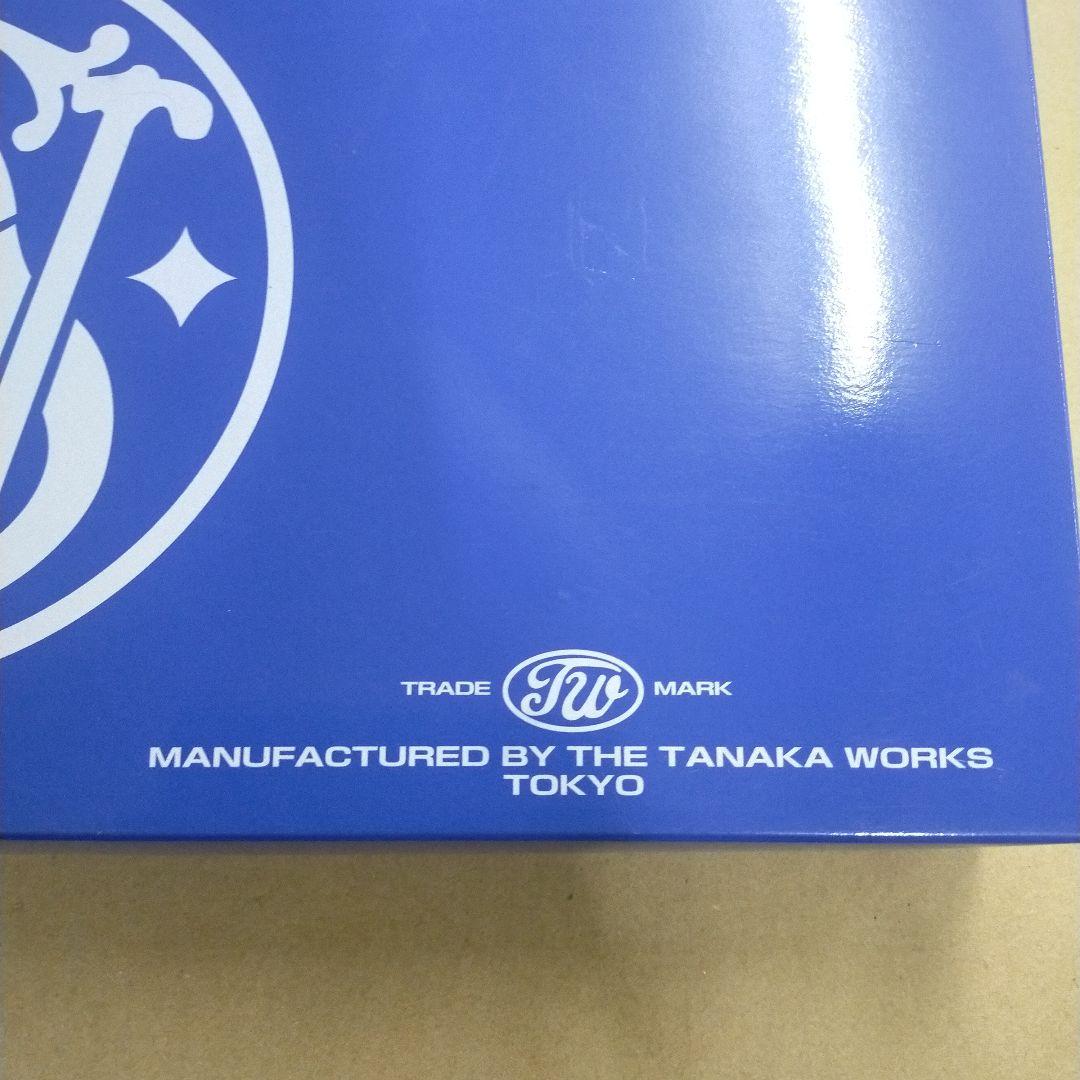 TRADE TW MARK
MANUFACTURED BY THE TANAKA WORKS
TOKYO